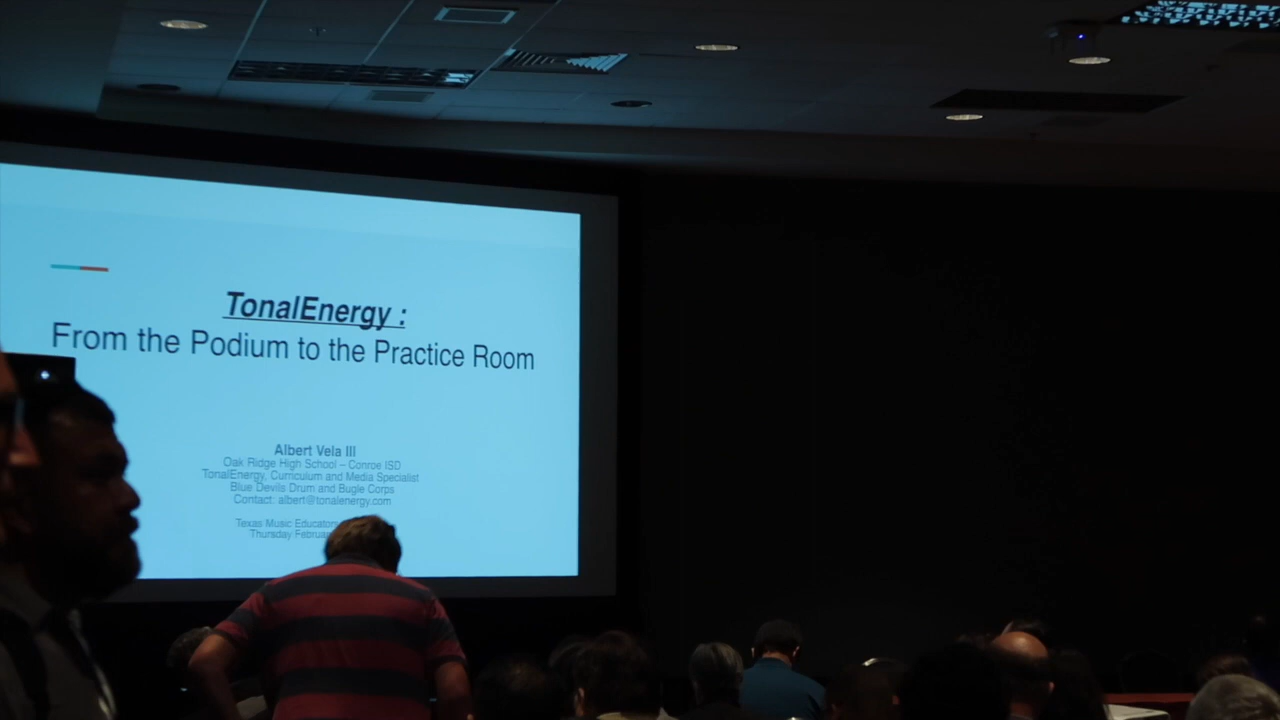 TonalEnergy :
From the Podium to the Practice Room
Albert Vela III
Oak Ridge High School – Conroe ISD
TonalEnergy, Curriculum and Media Specialist
Blue Devils Drum and Bugle Corps
Contact: albert@tonalenergy.com
Texas Music
Thursday